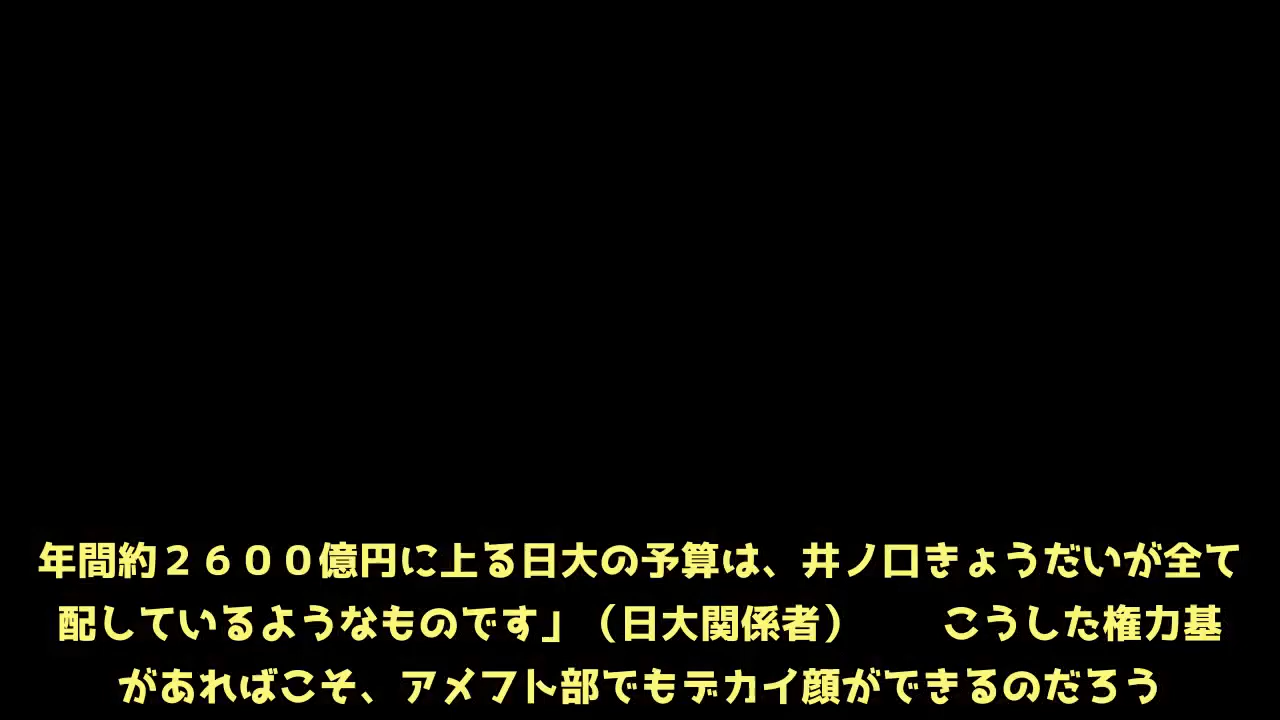 年間約２６００億円に上る日大の予算は、井ノ口きょうだいが全て
配しているようなものです」（日大関係者）　　こうした権力基
があればこそ、アメフト部でもデカイ顔ができるのだろう